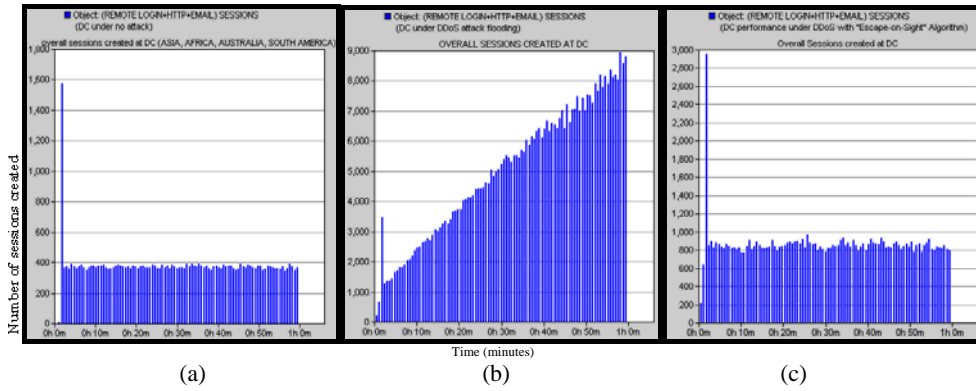 Object: (REMOTE LOGIN+HTTP+EMAIL) SESSIONS
(DC under no attack)
overall sessions created at DC (ASIA, AFRICA, AUSTRALIA, SOUTH AMERICA)
1,800
1,600
1,400
1,200
1,000
800
600
400
200
0
0h 0m 0h 10m 0h 20m 0h 30m 0h 40m 0h 50m 1h 0m
Number of sessions created
(a)
Object: (REMOTE LOGIN+HTTP+EMAIL) SESSIONS
(DC under DDoS attack flooding)
OVERALL SESSIONS CREATED AT DC
9,000
8,000
7,000
6,000
5,000
4,000
3,000
2,000
1,000
0
0h 0m 0h 10m 0h 20m 0h 30m 0h 40m 0h 50m 1h 0m
Time (minutes)
(b)
Object: (REMOTE LOGIN+HTTP+EMAIL) SESSIONS
(DC performance under DDoS with "Escape-on-Sight" Algorithm)
Overall Sessions created at DC
3,000
2,800
2,600
2,400
2,200
2,000
1,800
1,600
1,400
1,200
1,000
800
600
400
200
0
0h 0m 0h 10m 0h 20m 0h 30m 0h 40m 0h 50m 1h 0m
(c)